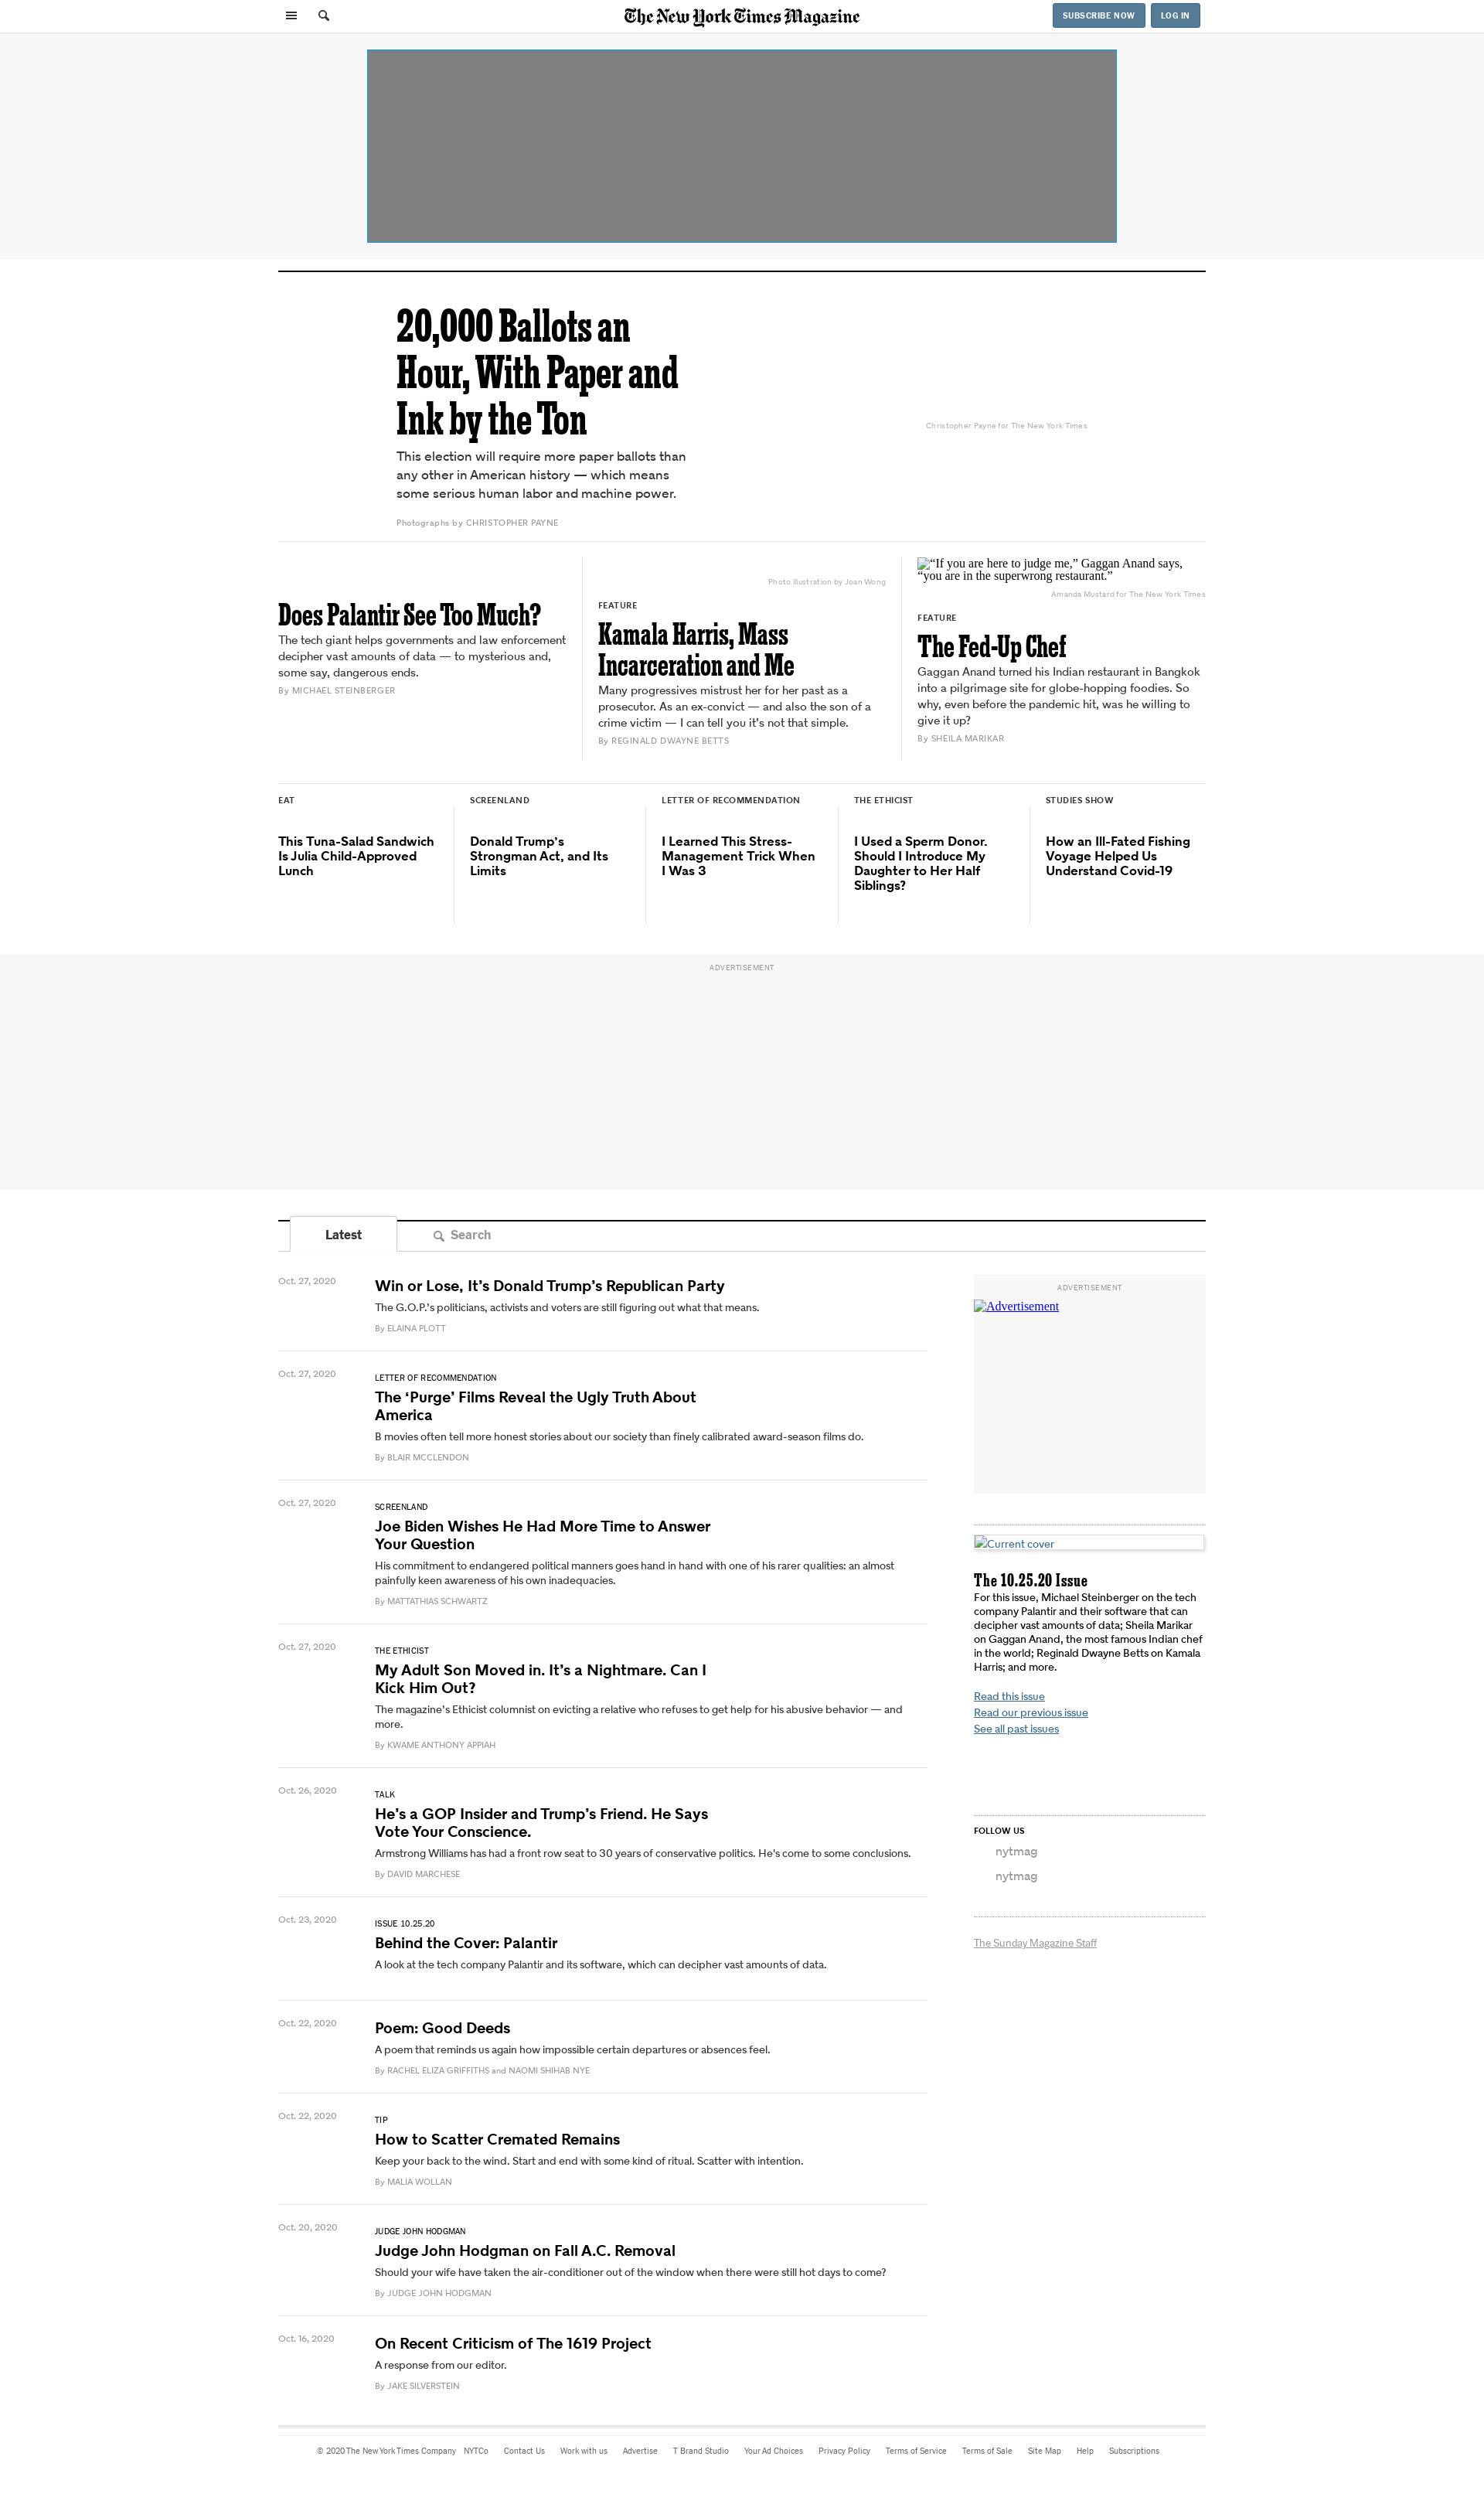 The New York Times Magazine
SUBSCRIBE NOW
LOG IN
20,000 Ballots an
Hour, With Paper and
Ink by the Ton
This election will require more paper ballots than
any other in American history — which means
some serious human labor and machine power.
Photographs by CHRISTOPHER PAYNE
Christopher Payne for The New York Times
Does Palantir See Too Much?
The tech giant helps governments and law enforcement
decipher vast amounts of data — to mysterious and,
some say, dangerous ends.
By MICHAEL STEINBERGER
Photo illustration by Joan Wong
FEATURE
Kamala Harris, Mass
Incarceration and Me
Many progressives mistrust her for her past as a
prosecutor. As an ex-convict — and also the son of a
crime victim — I can tell you it’s not that simple.
By REGINALD DWAYNE BETTS
“If you are here to judge me,” Gaggan Anand says,
“you are in the superwrong restaurant.”
Amanda Mustard for The New York Times
FEATURE
The Fed-Up Chef
Gaggan Anand turned his Indian restaurant in Bangkok
into a pilgrimage site for globe-hopping foodies. So
why, even before the pandemic hit, was he willing to
give it up?
By SHEILA MARIKAR
EAT
This Tuna-Salad Sandwich
Is Julia Child-Approved
Lunch
SCREENLAND
Donald Trump’s
Strongman Act, and Its
Limits
LETTER OF RECOMMENDATION
I Learned This Stress-
Management Trick When
I Was 3
THE ETHICIST
I Used a Sperm Donor.
Should I Introduce My
Daughter to Her Half
Siblings?
STUDIES SHOW
How an Ill-Fated Fishing
Voyage Helped Us
Understand Covid-19
ADVERTISEMENT
Latest
Search
Oct. 27, 2020
Win or Lose, It’s Donald Trump’s Republican Party
The G.O.P.’s politicians, activists and voters are still figuring out what that means.
By ELAINA PLOTT
Oct. 27, 2020
LETTER OF RECOMMENDATION
The ‘Purge’ Films Reveal the Ugly Truth About
America
B movies often tell more honest stories about our society than finely calibrated award-season films do.
By BLAIR MCCLENDON
Oct. 27, 2020
SCREENLAND
Joe Biden Wishes He Had More Time to Answer
Your Question
His commitment to endangered political manners goes hand in hand with one of his rarer qualities: an almost
painfully keen awareness of his own inadequacies.
By MATTATHIAS SCHWARTZ
Oct. 27, 2020
THE ETHICIST
My Adult Son Moved in. It’s a Nightmare. Can I
Kick Him Out?
The magazine’s Ethicist columnist on evicting a relative who refuses to get help for his abusive behavior — and
more.
By KWAME ANTHONY APPIAH
Oct. 26, 2020
TALK
He’s a GOP Insider and Trump’s Friend. He Says
Vote Your Conscience.
Armstrong Williams has had a front row seat to 30 years of conservative politics. He's come to some conclusions.
By DAVID MARCHESE
Oct. 23, 2020
ISSUE 10.25.20
Behind the Cover: Palantir
A look at the tech company Palantir and its software, which can decipher vast amounts of data.
Oct. 22, 2020
Poem: Good Deeds
A poem that reminds us again how impossible certain departures or absences feel.
By RACHEL ELIZA GRIFFITHS and NAOMI SHIHAB NYE
Oct. 22, 2020
TIP
How to Scatter Cremated Remains
Keep your back to the wind. Start and end with some kind of ritual. Scatter with intention.
By MALIA WOLLAN
Oct. 20, 2020
JUDGE JOHN HODGMAN
Judge John Hodgman on Fall A.C. Removal
Should your wife have taken the air-conditioner out of the window when there were still hot days to come?
By JUDGE JOHN HODGMAN
Oct. 16, 2020
On Recent Criticism of The 1619 Project
A response from our editor.
By JAKE SILVERSTEIN
ADVERTISEMENT
Advertisement
Current cover
The 10.25.20 Issue
For this issue, Michael Steinberger on the tech
company Palantir and their software that can
decipher vast amounts of data; Sheila Marikar
on Gaggan Anand, the most famous Indian chef
in the world; Reginald Dwayne Betts on Kamala
Harris; and more.
Read this issue
Read our previous issue
See all past issues
FOLLOW US
nytmag
nytmag
The Sunday Magazine Staff
© 2020 The New York Times Company NYTCo Contact Us Work with us Advertise T Brand Studio Your Ad Choices Privacy Policy Terms of Service Terms of Sale Site Map Help Subscriptions